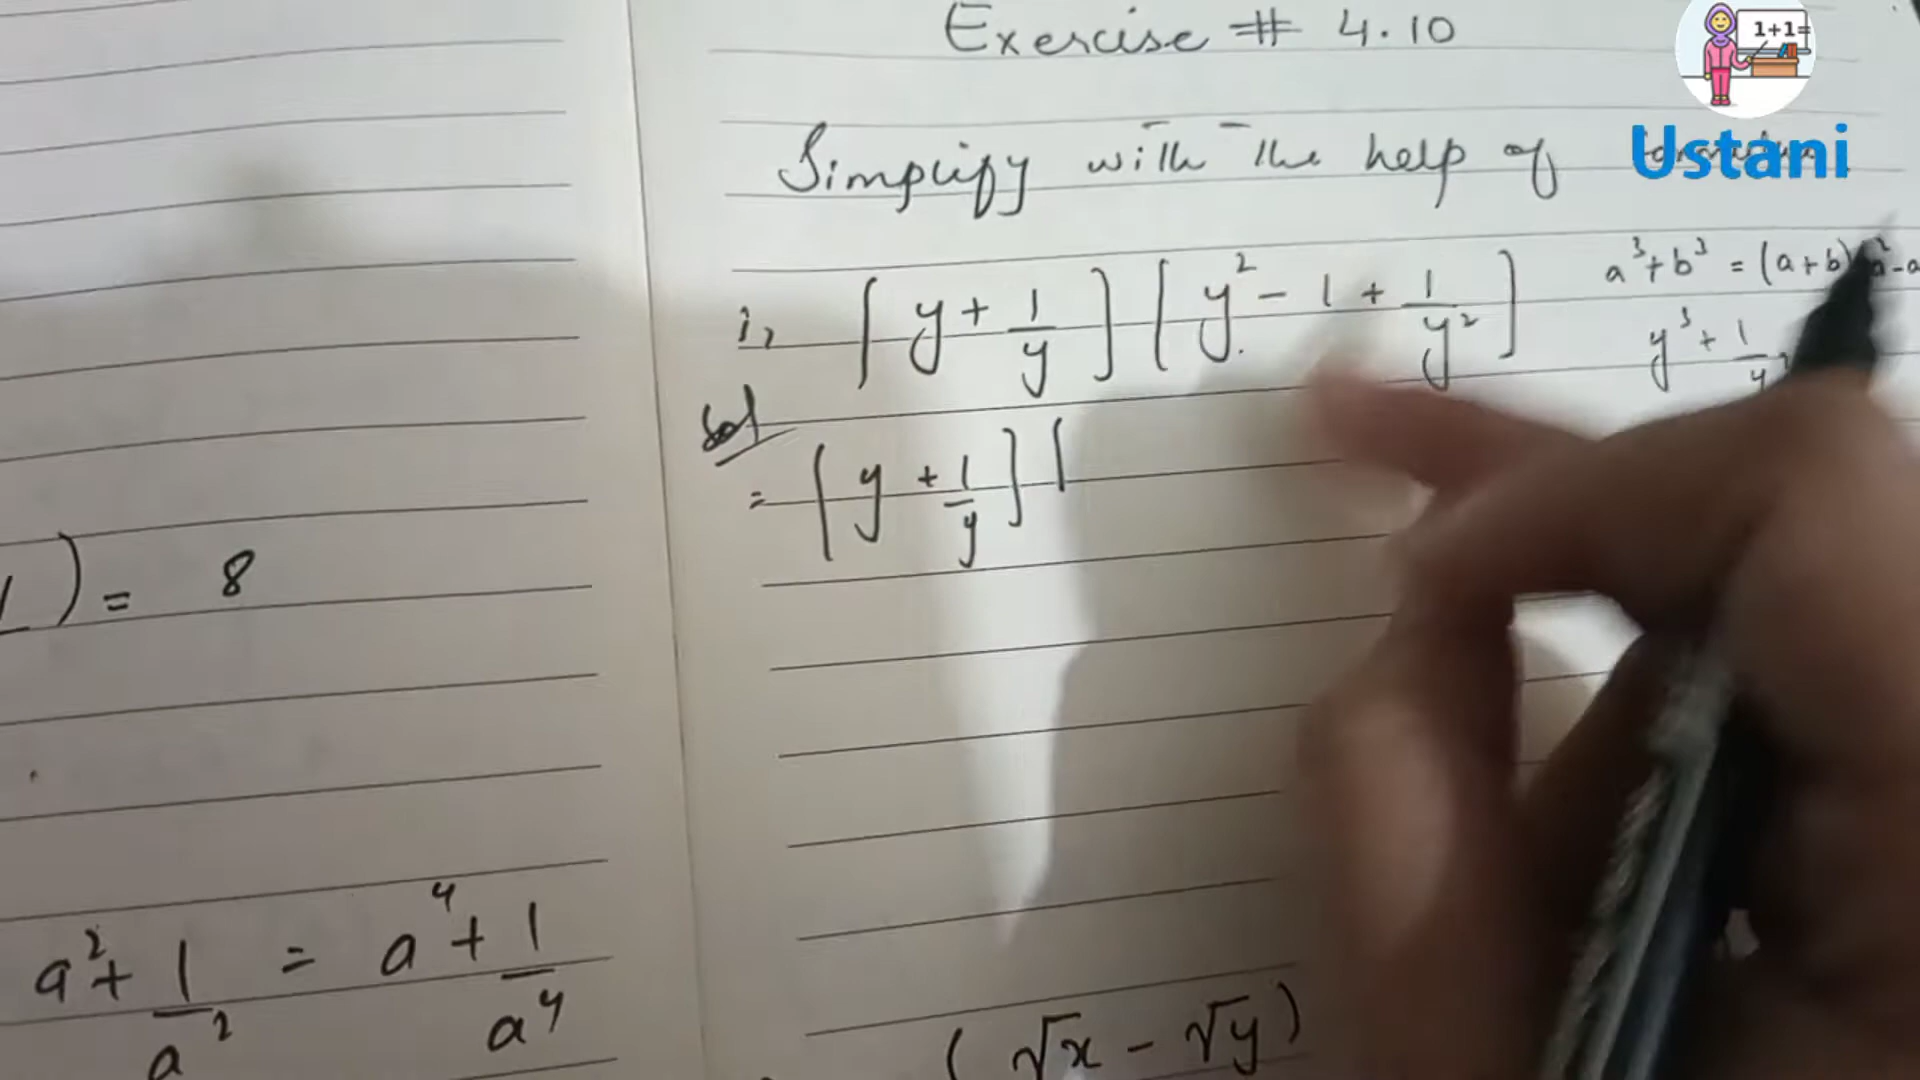 Exercise # 4.10
1+1=
Ustani
Simplify with the help of
i, [y + 1/y] [y² - 1 + 1/y²]
a³+b³ = (a+b)
y³ + 1
Sol
= [y + 1/y] [
) = 8
a²+ 1/a² = a⁴+ 1/a⁴
(√x - √y)